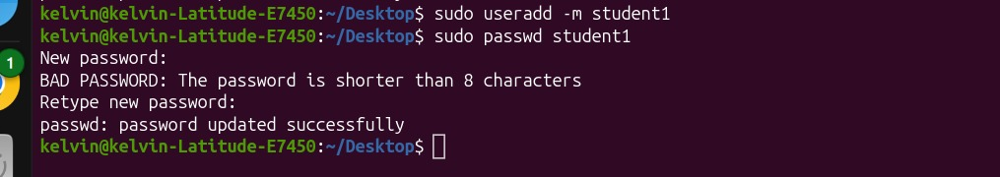 kelvin@kelvin-Latitude-E7450:~/Desktop$ sudo useradd -m student1
kelvin@kelvin-Latitude-E7450:~/Desktop$ sudo passwd student1
New password:
BAD PASSWORD: The password is shorter than 8 characters
Retype new password:
passwd: password updated successfully
kelvin@kelvin-Latitude-E7450:~/Desktop$
1